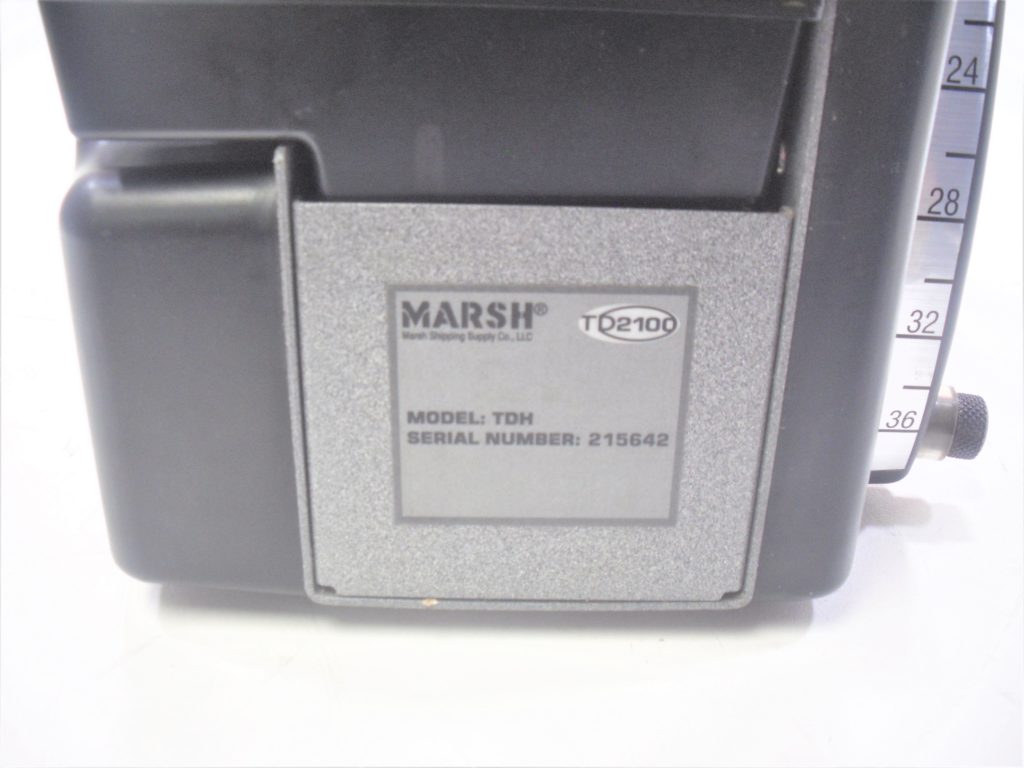 MARSH®
Marsh Shipping Supply Co., LLC
TD2100
MODEL: TDH
SERIAL NUMBER: 215642
24
28
32
36